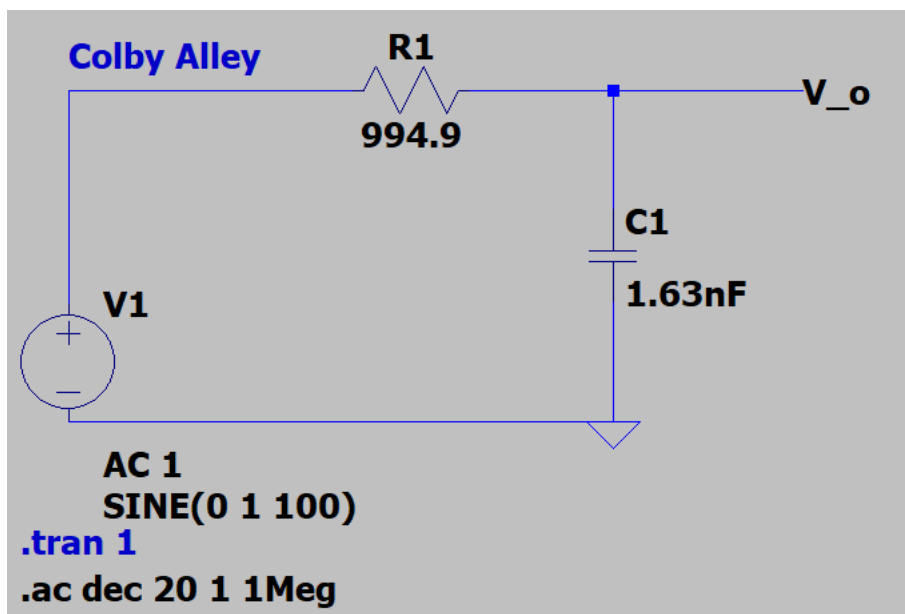 Colby Alley
R1
994.9
V_o
C1
1.63nF
V1
AC 1
SINE(0 1 100)
.tran 1
.ac dec 20 1 1Meg